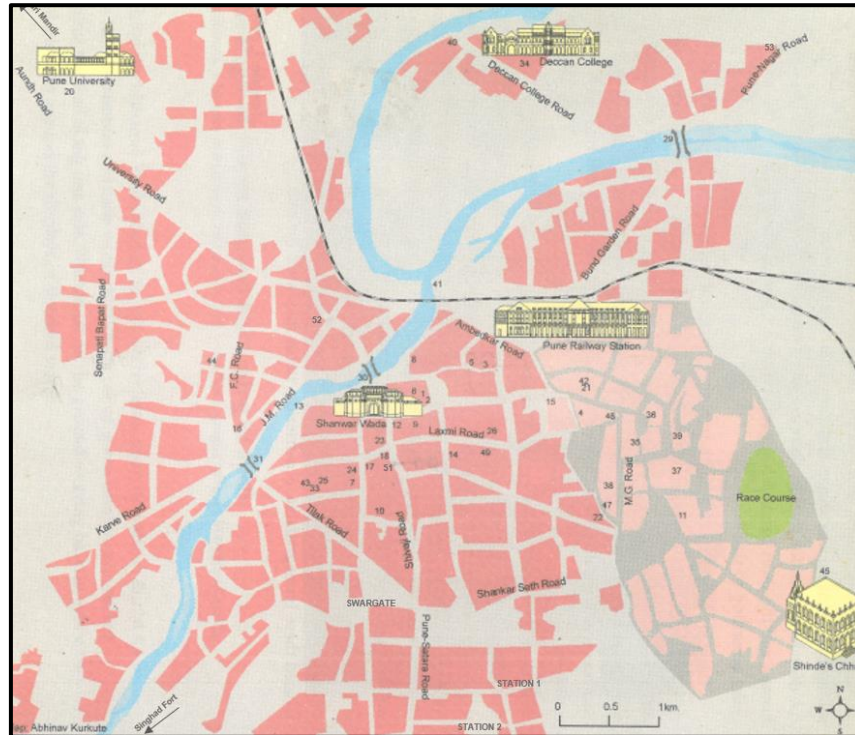 Pune University
20
Aundh Road
40
34
Deccan College
53
Pune-Nagar Road
Deccan College Road
29
University Road
Bund Garden Road
Senapati Bapat Road
41
52
Ambedkar Road
Pune Railway Station
44
F.C. Road
8
5
3
30
42
21
6
1
2
13
J.M. Road
15
4
48
36
16
Shanwar Wada
12
9
Laxmi Road
28
23
35
39
M.G. Road
31
18
14
49
24
17
51
37
Race Course
43
25
33
7
38
47
Karve Road
Tilak Road
10
Shivaji Road
22
11
Shankar Seth Road
45
SWARGATE
Pune-Satara Road
Shinde's Chh
STATION 1
Singhad Fort
STATION 2
Abhinav Kurkute
0
0.5
1km.
N
W
E
S